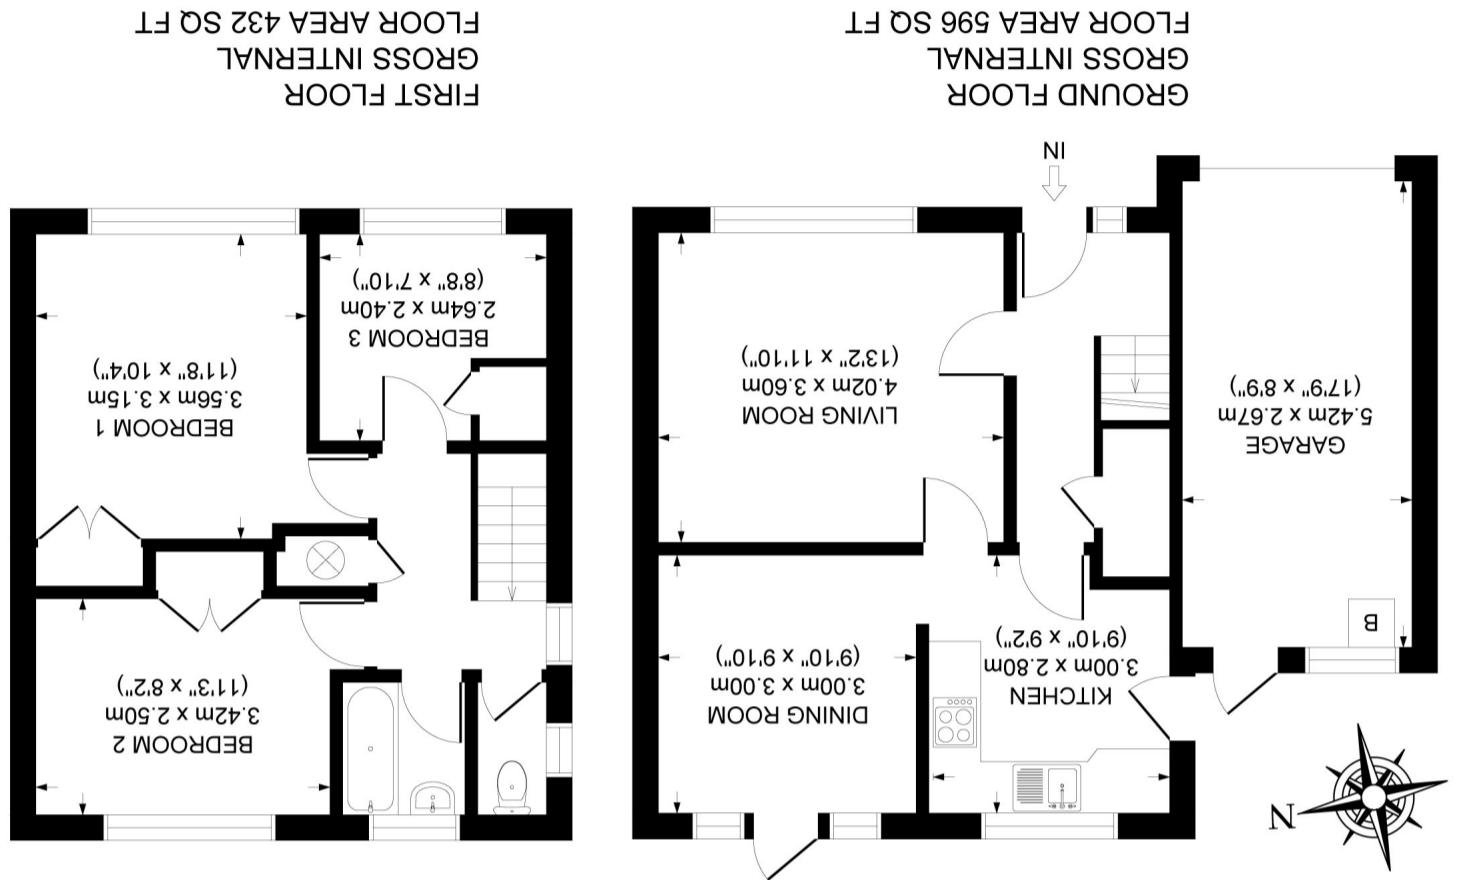 N
KITCHEN
3.00m x 2.80m
(9'10" x 9'2")
DINING ROOM
3.00m x 3.00m
(9'10" x 9'10")
B
GARAGE
5.42m x 2.67m
(17'9" x 8'9")
LIVING ROOM
4.02m x 3.60m
(13'2" x 11'10")
IN
GROUND FLOOR
GROSS INTERNAL
FLOOR AREA 596 SQ FT
BEDROOM 2
3.42m x 2.50m
(11'3" x 8'2")
BEDROOM 1
3.56m x 3.15m
(11'8" x 10'4")
BEDROOM 3
2.64m x 2.40m
(8'8" x 7'10")
FIRST FLOOR
GROSS INTERNAL
FLOOR AREA 432 SQ FT